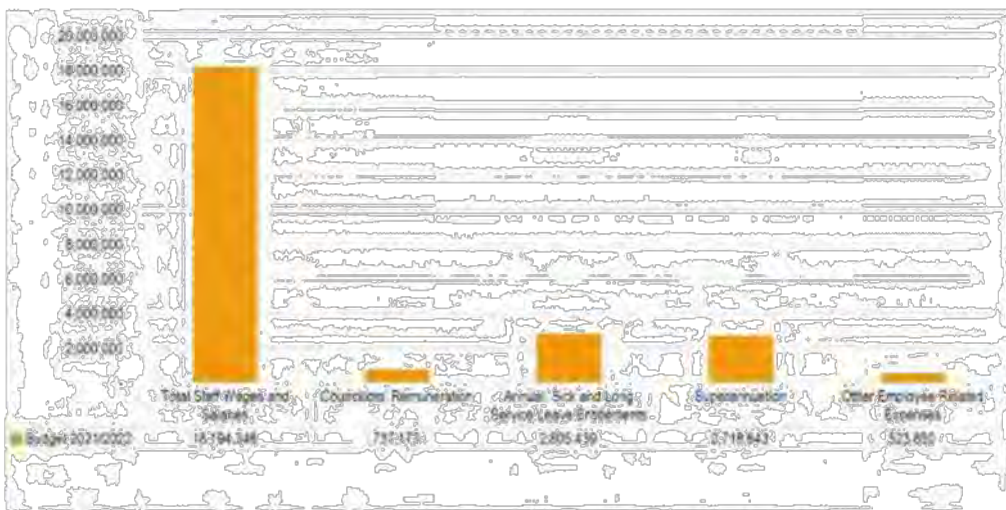 20,000,000
18,000,000
16,000,000
14,000,000
12,000,000
10,000,000
8,000,000
6,000,000
4,000,000
2,000,000
Total Staff Wages and
Salaries
Councillors' Remuneration
Annual, Sick and Long
Service Leave Entitlements
Superannuation
Other Employee Related
Expenses
Budget 2021/2022